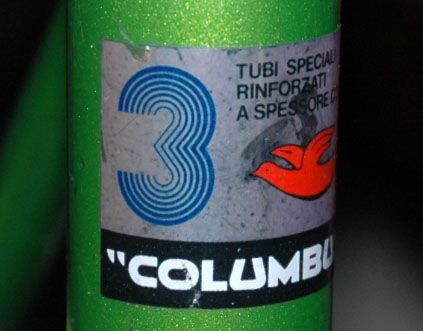 3
TUBI SPECIAL
RINFORZATI
A SPESSORE
"COLUMBU